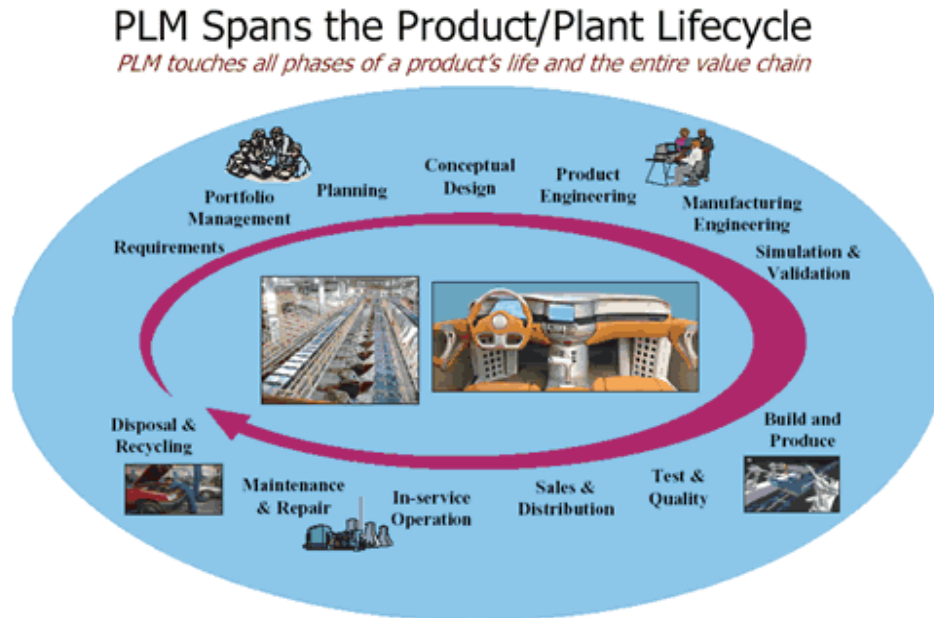 PLM Spans the Product/Plant Lifecycle
PLM touches all phases of a product's life and the entire value chain
Requirements
Portfolio
Management
Planning
Conceptual
Design
Product
Engineering
Manufacturing
Engineering
Simulation &
Validation
Build and
Produce
Test &
Quality
Sales &
Distribution
In-service
Operation
Maintenance
& Repair
Disposal &
Recycling